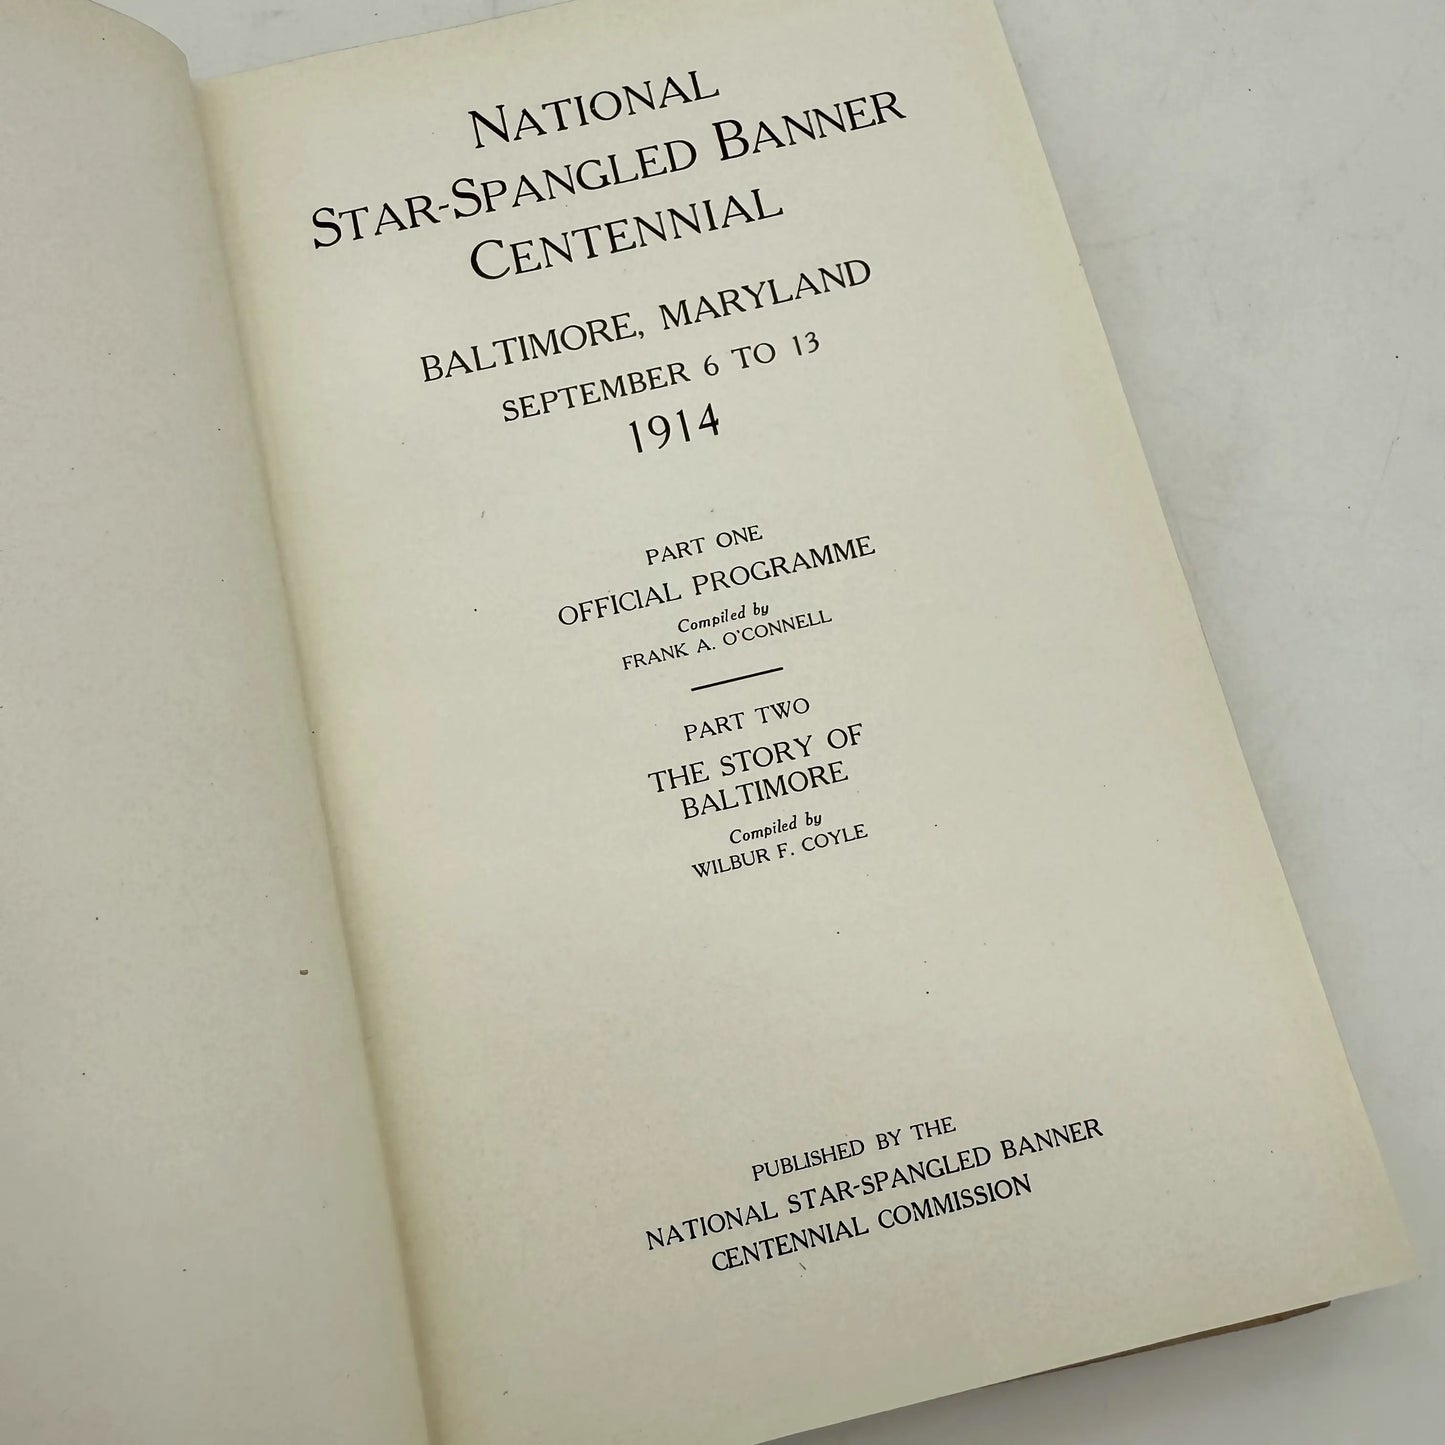 NATIONAL
STAR-SPANGLED BANNER
CENTENNIAL
BALTIMORE, MARYLAND
SEPTEMBER 6 TO 13
1914
PART ONE
OFFICIAL PROGRAMME
Compiled by
FRANK A. O'CONNELL
PART TWO
THE STORY OF
BALTIMORE
Compiled by
WILBUR F. COYLE
PUBLISHED BY THE
NATIONAL STAR-SPANGLED BANNER
CENTENNIAL COMMISSION